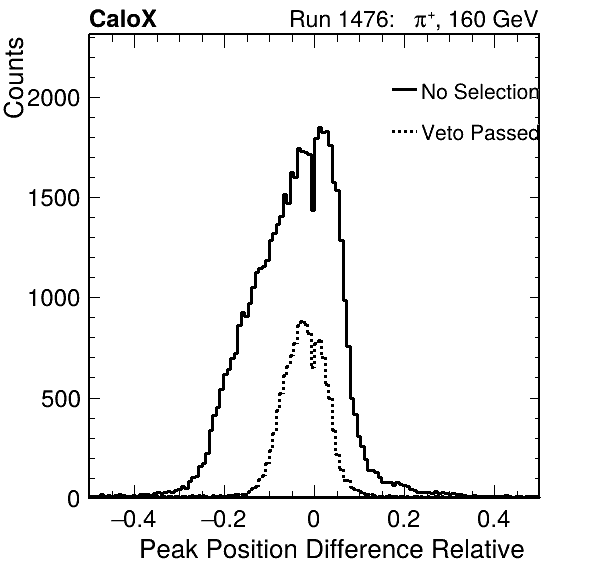 CaloX Run 1476: π⁺, 160 GeV
Counts
2000
1500
1000
500
0
No Selection
Veto Passed
−0.4 −0.2 0 0.2 0.4
Peak Position Difference Relative